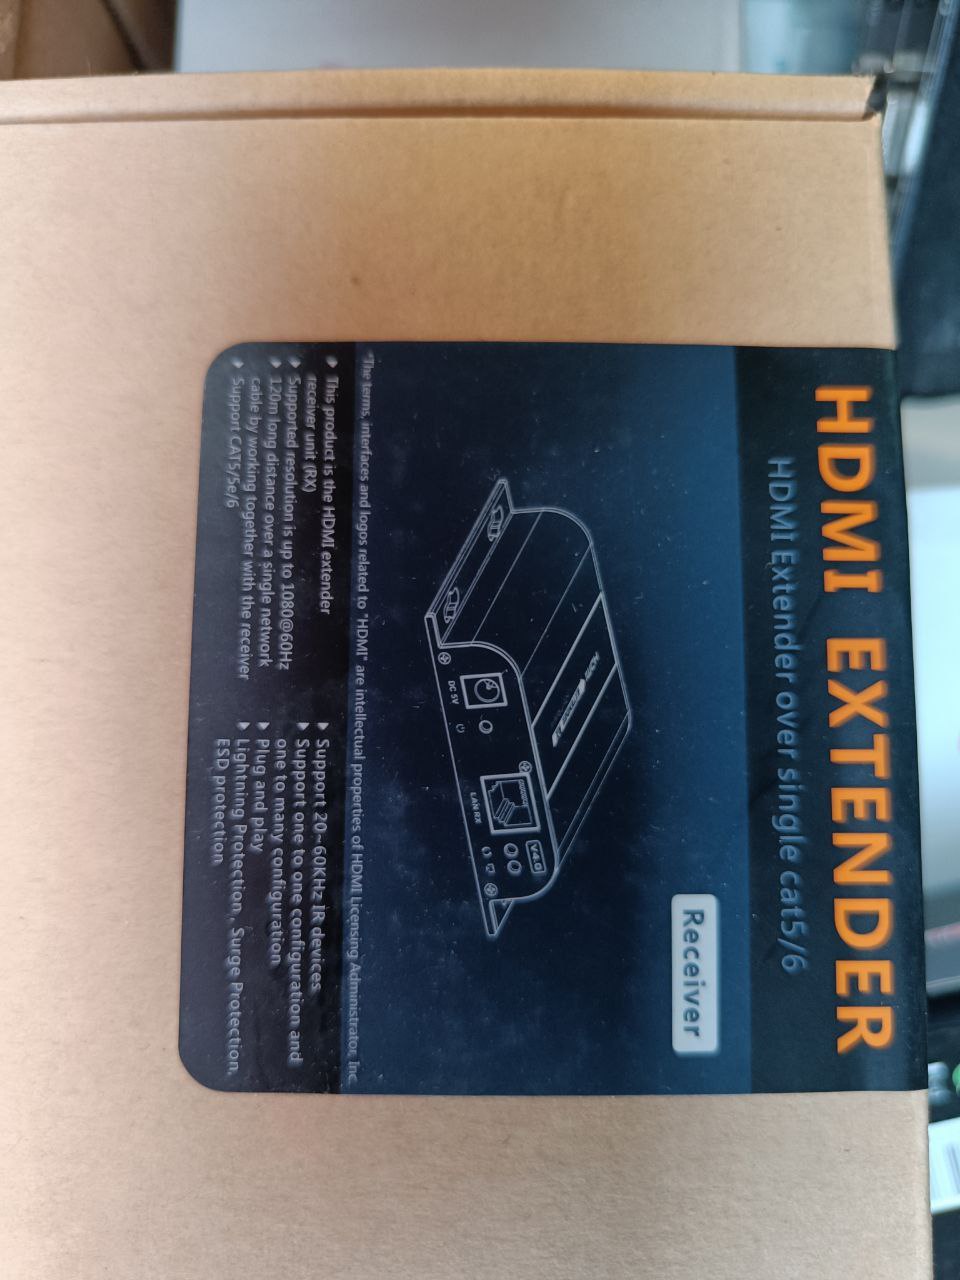 HDMI EXTENDER
HDMI Extender over single cat5/6
Receiver
V4.0
DC 5V
LAN RX
"The terms, interfaces and logos related to "HDMI" are intellectual properties of HDMI Licensing Administrator, Inc.
This product is the HDMI extender
receiver unit (RX)
Supported resolution is up to 1080@60Hz
120m long distance over a single network
cable by working together with the receiver
Support CAT5/5e/6
Support 20~60KHz IR devices
Support one to one configuration and
one to many configuration
Plug and play
Lightning Protection, Surge Protection,
ESD protection